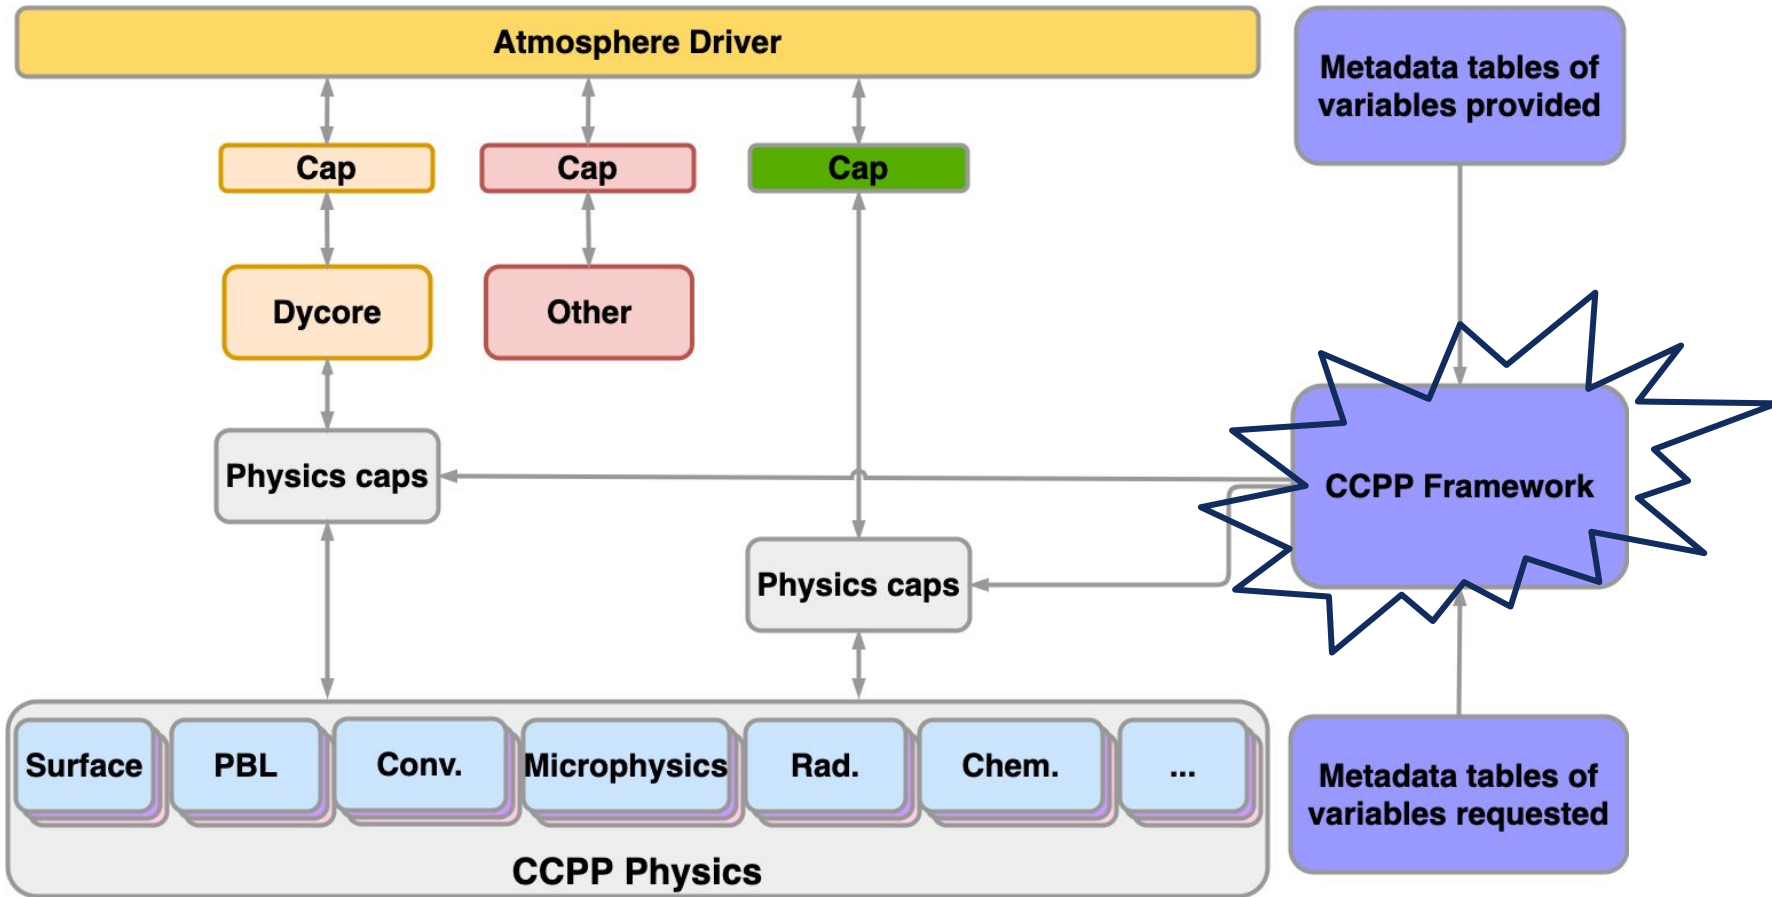 Atmosphere Driver
Metadata tables of
variables provided
Cap
Cap
Cap
Dycore
Other
Physics caps
CCPP Framework
Physics caps
Surface
PBL
Conv.
Microphysics
Rad.
Chem.
...
Metadata tables of
variables requested
CCPP Physics